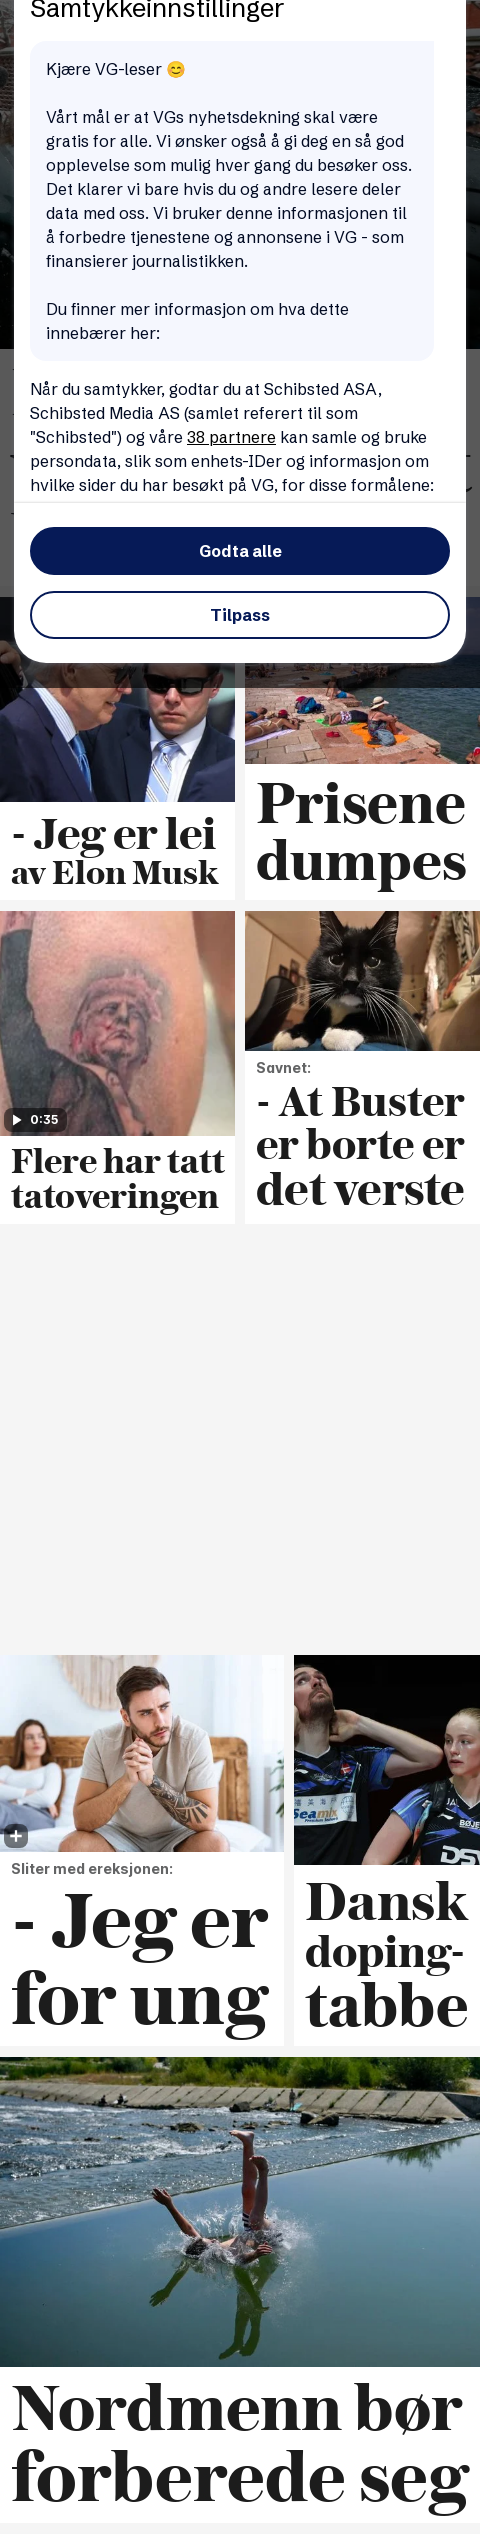 Samtykkeinnstillinger
Kjære VG-leser 😊
Vårt mål er at VGs nyhetsdekning skal være
gratis for alle. Vi ønsker også å gi deg en så god
opplevelse som mulig hver gang du besøker oss.
Det klarer vi bare hvis du og andre lesere deler
data med oss. Vi bruker denne informasjonen til
å forbedre tjenestene og annonsene i VG - som
finansierer journalistikken.
Du finner mer informasjon om hva dette
innebærer her:
Når du samtykker, godtar du at Schibsted ASA,
Schibsted Media AS (samlet referert til som
"Schibsted") og våre 38 partnere kan samle og bruke
persondata, slik som enhets-IDer og informasjon om
hvilke sider du har besøkt på VG, for disse formålene:
Godta alle
Tilpass
- Jeg er lei
av Elon Musk
Prisene
dumpes
0:35
Flere har tatt
tatoveringen
Savnet:
- At Buster
er borte er
det verste
Sliter med ereksjonen:
- Jeg er
for ung
Seamix
BØJE
DSV
Dansk
doping-
tabbe
Nordmenn bør
forberede seg